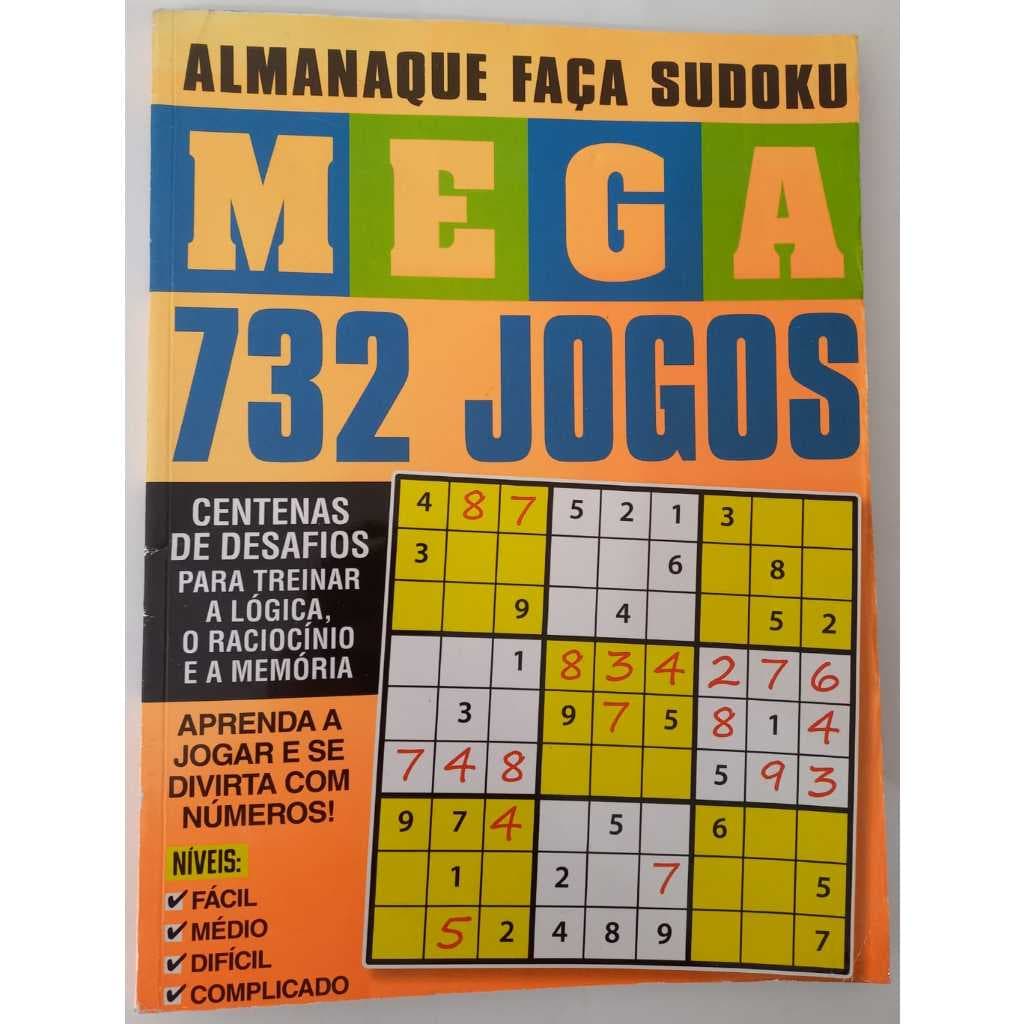 ALMANAQUE FAÇA SUDOKU
MEGA
732 JOGOS
CENTENAS
DE DESAFIOS
PARA TREINAR
A LÓGICA,
O RACIOCÍNIO
E A MEMÓRIA
APRENDA A
JOGAR E SE
DIVIRTA COM
NÚMEROS!
NÍVEIS:
✔ FÁCIL
✔ MÉDIO
✔ DIFÍCIL
✔ COMPLICADO
4 8 7 5 2 1 3
3 6 8
9 4 5 2
1 8 3 4 2 7 6
3 9 7 5 8 1 4
7 4 8 5 9 3
9 7 4 5 6
1 2 7 5
5 2 4 8 9 7